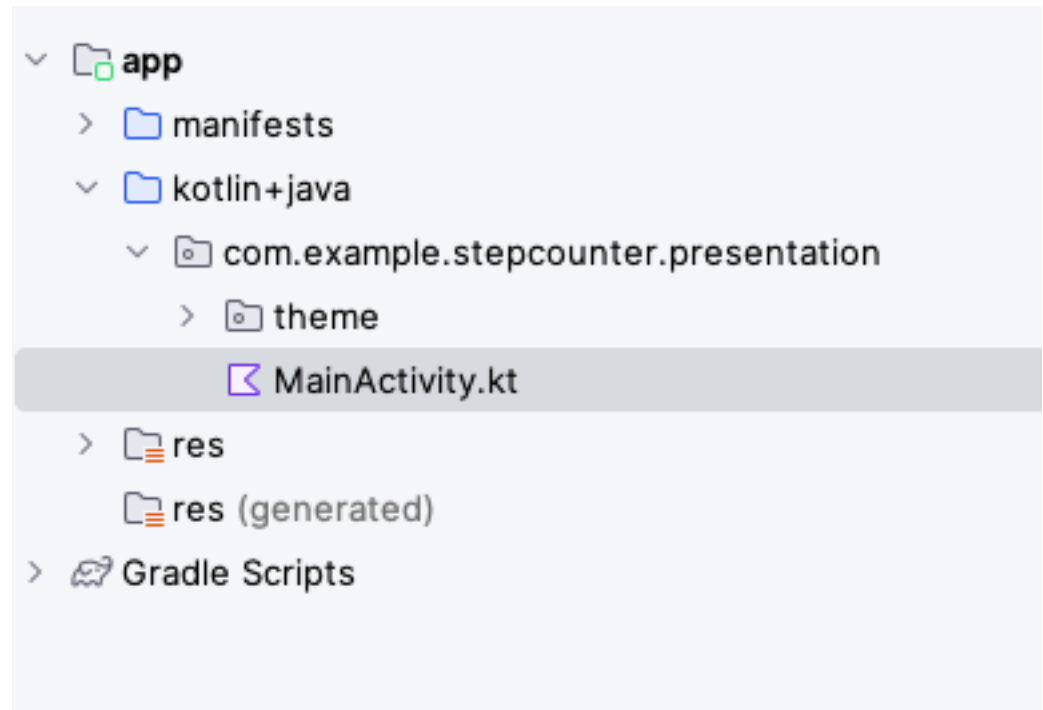 app
manifests
kotlin+java
com.example.stepcounter.presentation
theme
MainActivity.kt
res
res (generated)
Gradle Scripts